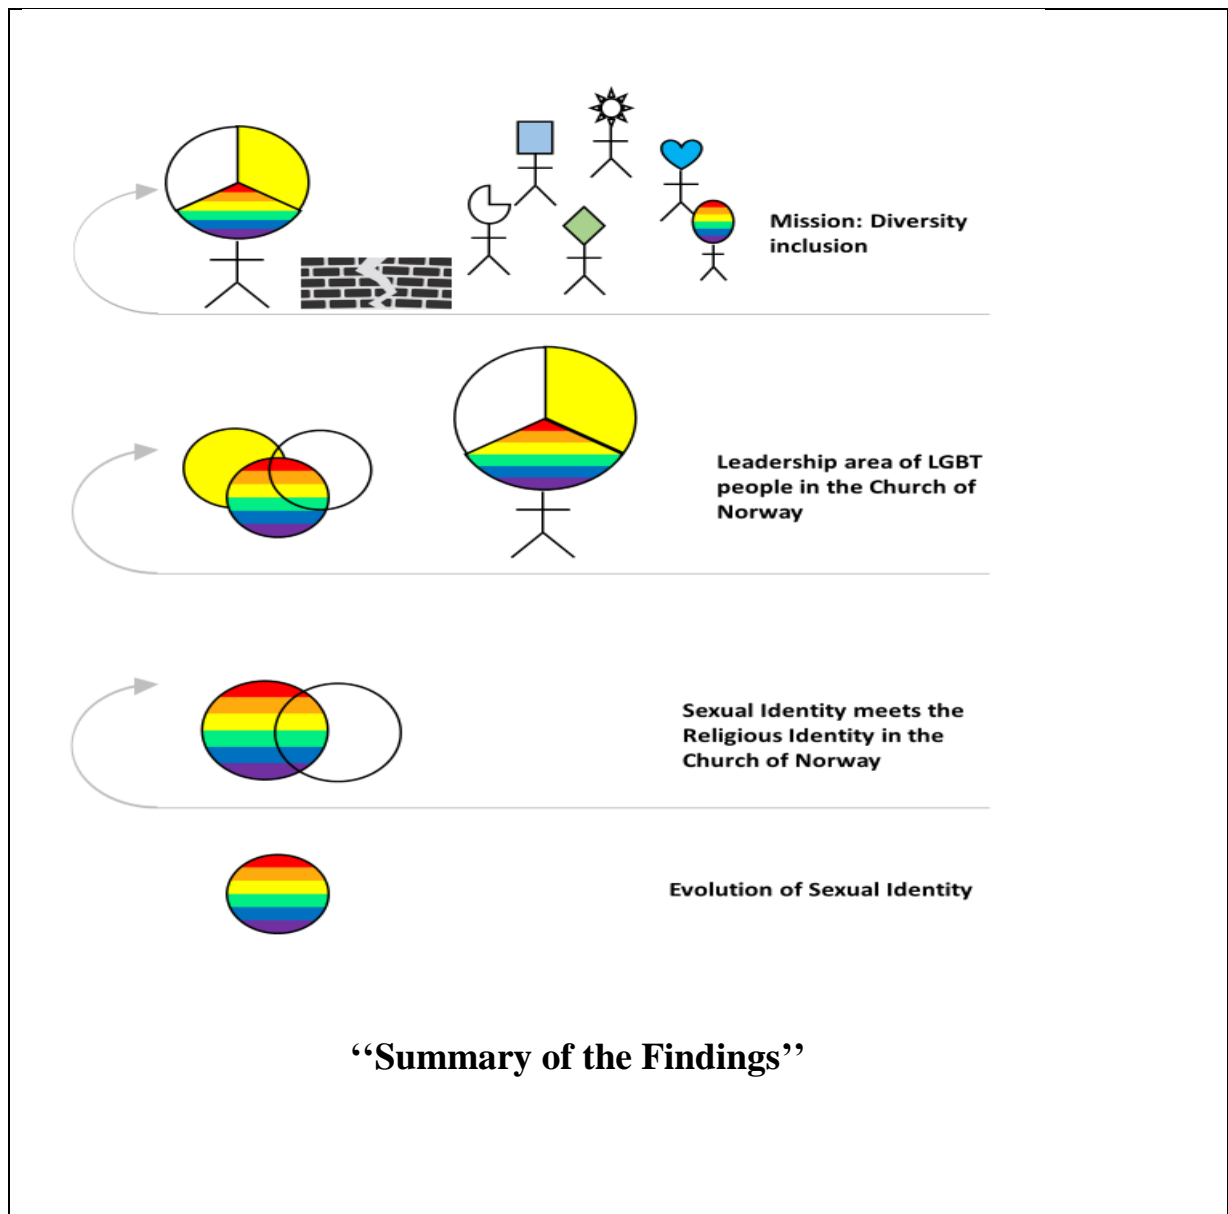 Mission: Diversity
inclusion
Leadership area of LGBT
people in the Church of
Norway
Sexual Identity meets the
Religious Identity in the
Church of Norway
Evolution of Sexual Identity
‘‘Summary of the Findings’’